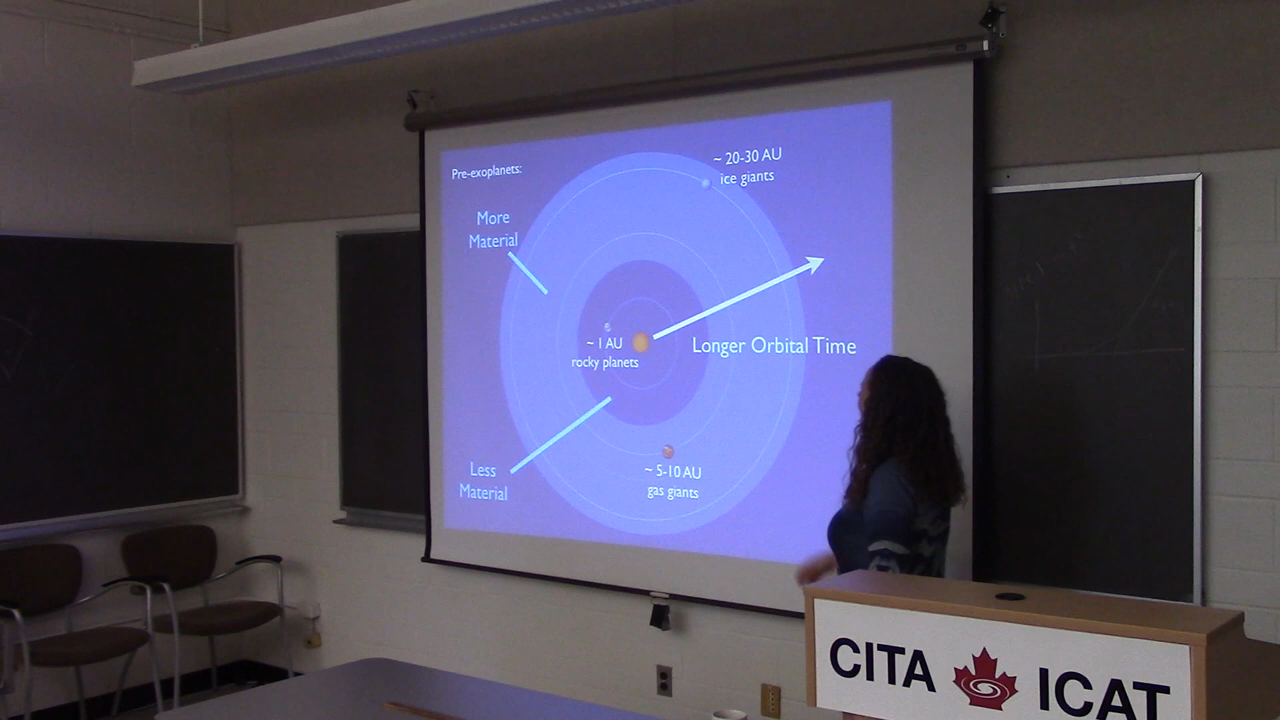 Pre-exoplanets:
~ 20-30 AU
ice giants
More
Material
~ 1 AU
rocky planets
Longer Orbital Time
Less
Material
~ 5-10 AU
gas giants
CITA ICAT